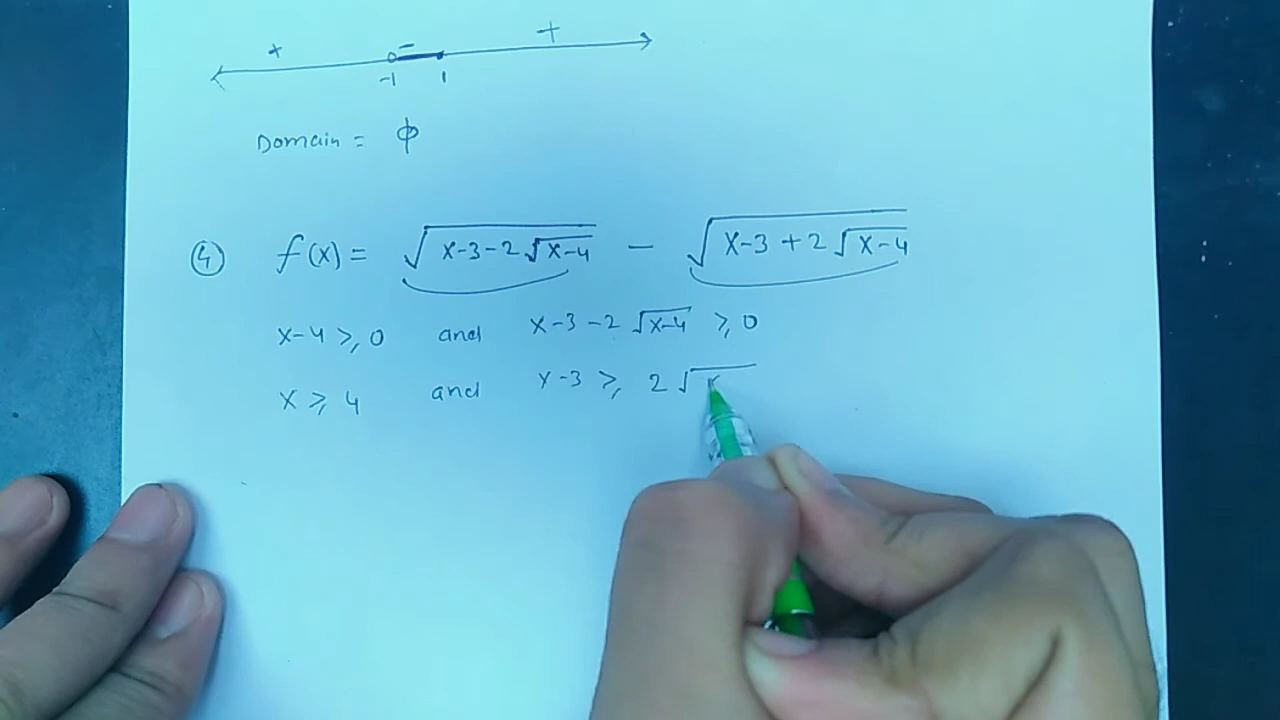 + − +
-1 1
Domain = ϕ
④ f(x) = √(x-3-2√(x-4)) − √(x-3+2√(x-4))
x-4 ≥ 0 and x-3-2√(x-4) ≥ 0
x ≥ 4 and x-3 ≥ 2√